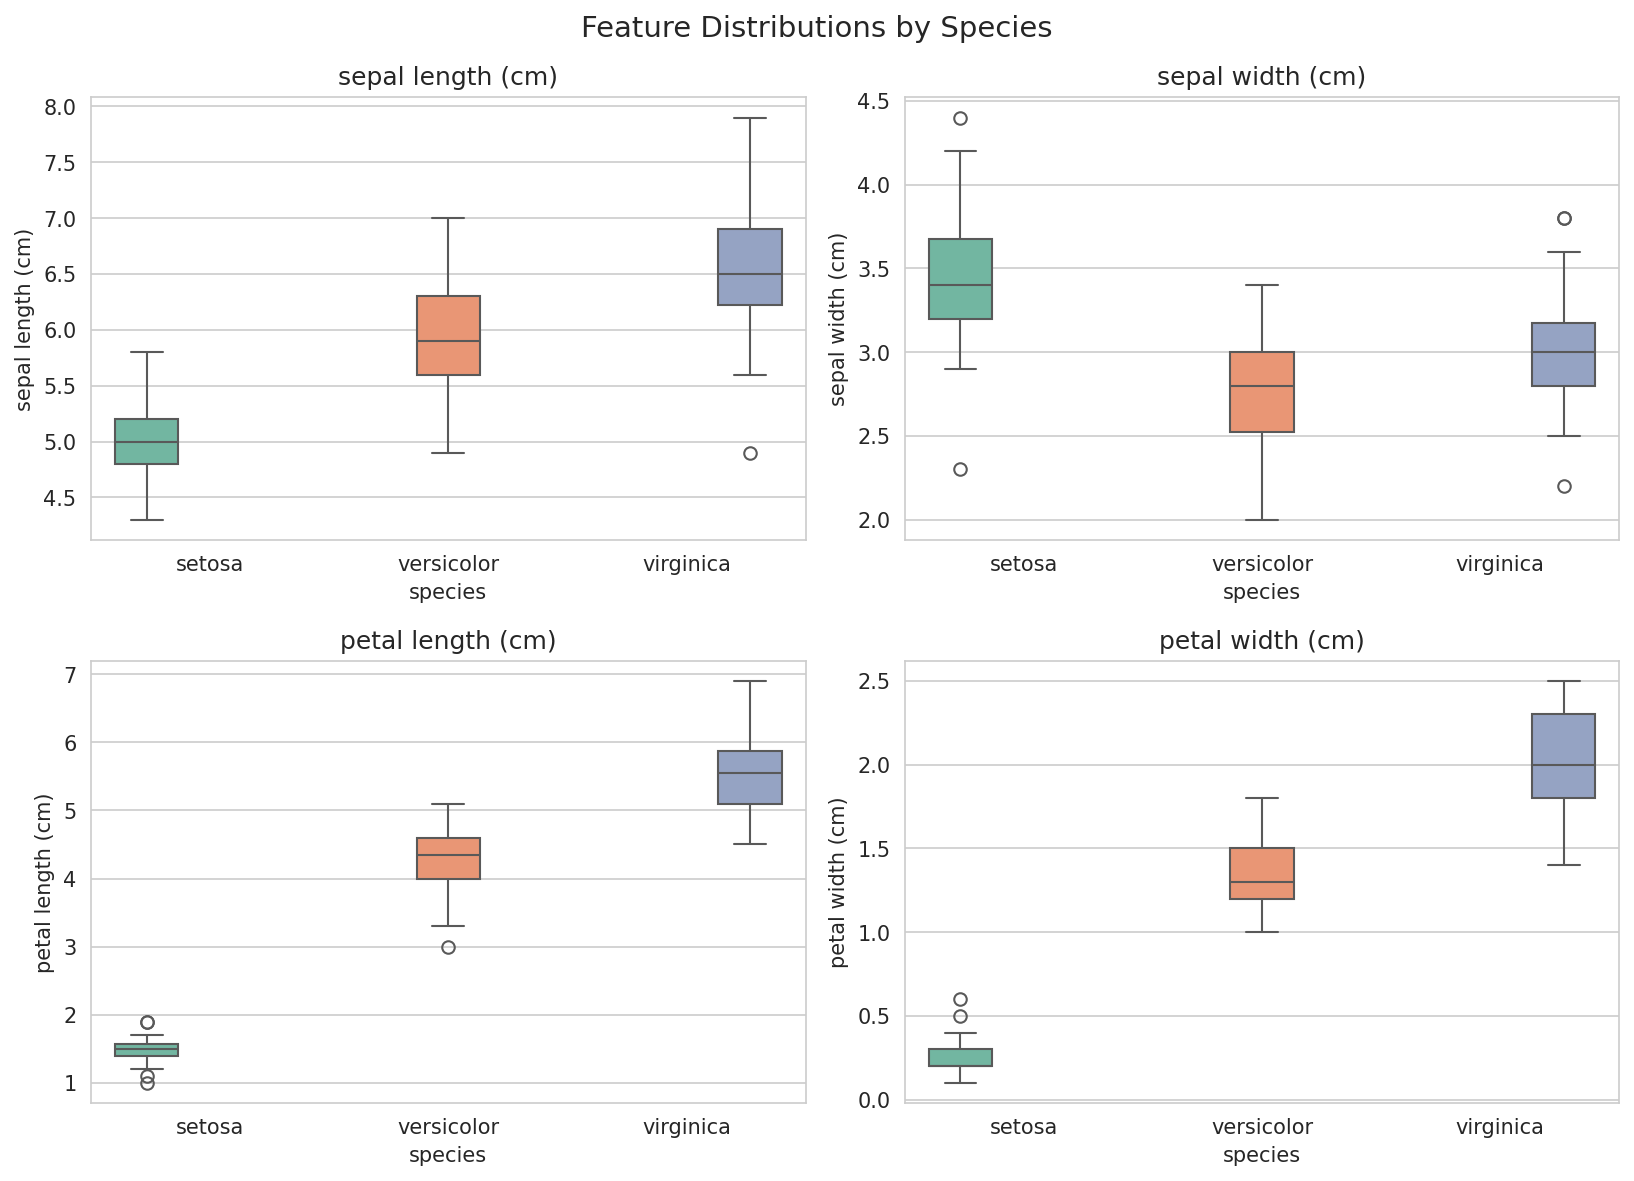 Feature Distributions by Species
sepal length (cm)
8.0
7.5
7.0
6.5
6.0
5.5
5.0
4.5
sepal length (cm)
setosa versicolor virginica
species
sepal width (cm)
4.5
4.0
3.5
3.0
2.5
2.0
sepal width (cm)
setosa versicolor virginica
species
petal length (cm)
7
6
5
4
3
2
1
petal length (cm)
setosa versicolor virginica
species
petal width (cm)
2.5
2.0
1.5
1.0
0.5
0.0
petal width (cm)
setosa versicolor virginica
species